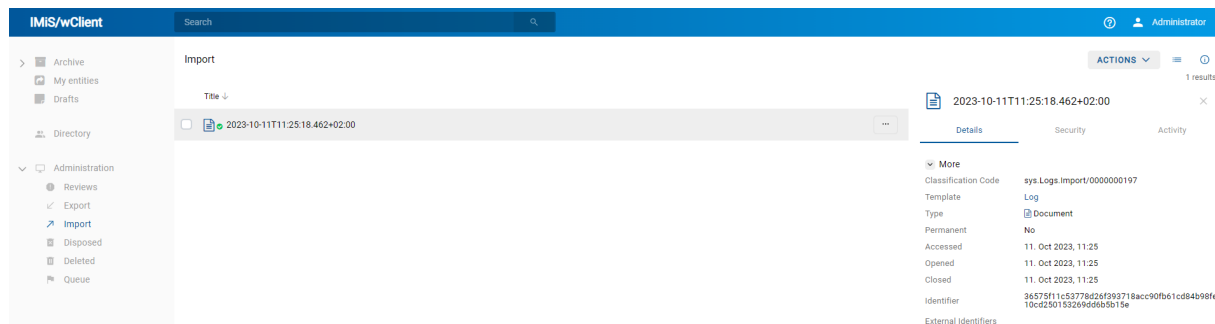 IMiS/wClient
Search
Administrator
Archive
My entities
Drafts
Directory
Administration
Reviews
Export
Import
Disposed
Deleted
Queue
Import
ACTIONS
1 results
Title
2023-10-11T11:25:18.462+02:00
...
2023-10-11T11:25:18.462+02:00
Details Security Activity
More
Classification Code sys.Logs.Import/0000000197
Template Log
Type Document
Permanent No
Accessed 11. Oct 2023, 11:25
Opened 11. Oct 2023, 11:25
Closed 11. Oct 2023, 11:25
Identifier 36575f11c53778d26f393718acc90fb61cd84b98fe
10cd250153269dd6b5b15e
External Identifiers